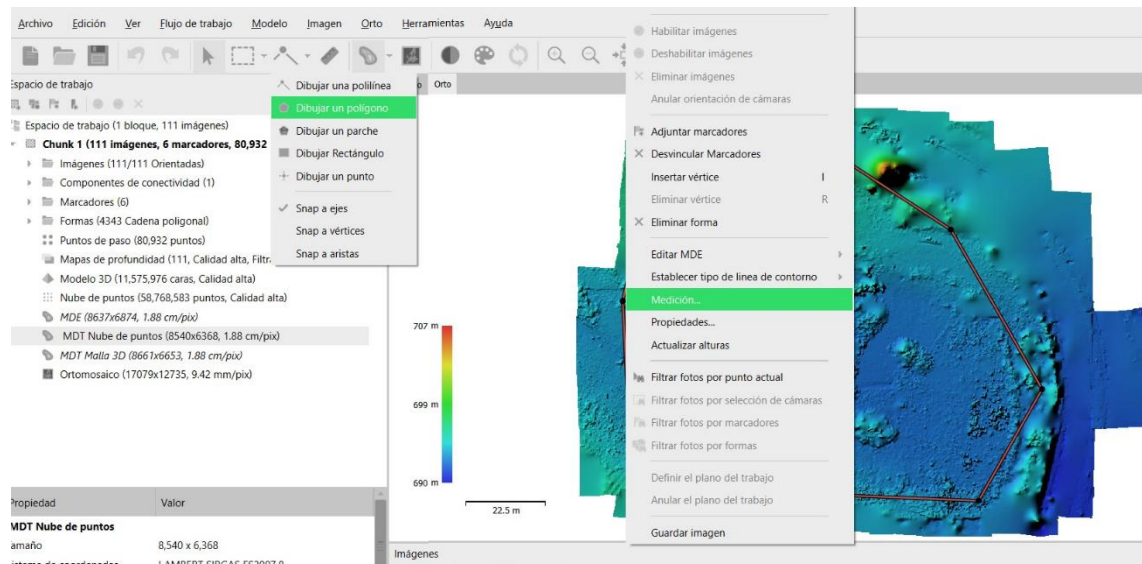 Archivo Edición Ver Flujo de trabajo Modelo Imagen Orto Herramientas Ayuda
Espacio de trabajo
Espacio de trabajo (1 bloque, 111 imágenes)
Chunk 1 (111 imágenes, 6 marcadores, 80,932
Imágenes (111/111 Orientadas)
Componentes de conectividad (1)
Marcadores (6)
Formas (4343 Cadena poligonal)
Puntos de paso (80,932 puntos)
Mapas de profundidad (111, Calidad alta, Filtra
Modelo 3D (11,575,976 caras, Calidad alta)
Nube de puntos (58,768,583 puntos, Calidad alta)
MDE (8637x6874, 1.88 cm/pix)
MDT Nube de puntos (8540x6368, 1.88 cm/pix)
MDT Malla 3D (8661x6653, 1.88 cm/pix)
Ortomosaico (17079x12735, 9.42 mm/pix)
Dibujar una polilínea
Dibujar un polígono
Dibujar un parche
Dibujar Rectángulo
Dibujar un punto
Snap a ejes
Snap a vértices
Snap a aristas
Orto
Habilitar imágenes
Deshabilitar imágenes
Eliminar imágenes
Anular orientación de cámaras
Adjuntar marcadores
Desvincular Marcadores
Insertar vértice I
Eliminar vértice R
Eliminar forma
Editar MDE
Establecer tipo de linea de contorno
Medición...
Propiedades...
Actualizar alturas
Filtrar fotos por punto actual
Filtrar fotos por selección de cámaras
Filtrar fotos por marcadores
Filtrar fotos por formas
Definir el plano del trabajo
Anular el plano del trabajo
Guardar imagen
707 m
699 m
690 m
22.5 m
Propiedad Valor
MDT Nube de puntos
amaño 8,540 x 6,368
Imágenes